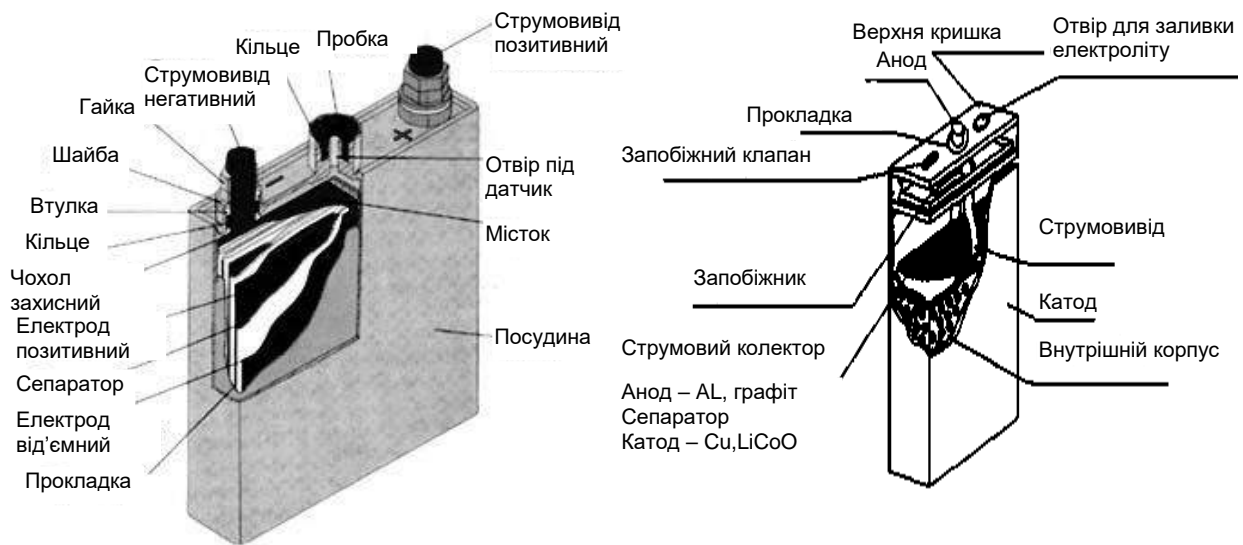 Кільце
Пробка
Струмовивід
позитивний
Струмовивід
негативний
Гайка
Шайба
Втулка
Кільце
Чохол
захисний
Електрод
позитивний
Сепаратор
Електрод
від’ємний
Прокладка
Отвір під
датчик
Місток
Посудина
Верхня кришка
Анод
Отвір для заливки
електроліту
Прокладка
Запобіжний клапан
Струмовивід
Запобіжник
Катод
Струмовий колектор
Внутрішній корпус
Анод – AL, графіт
Сепаратор
Катод – Cu,LiCoO